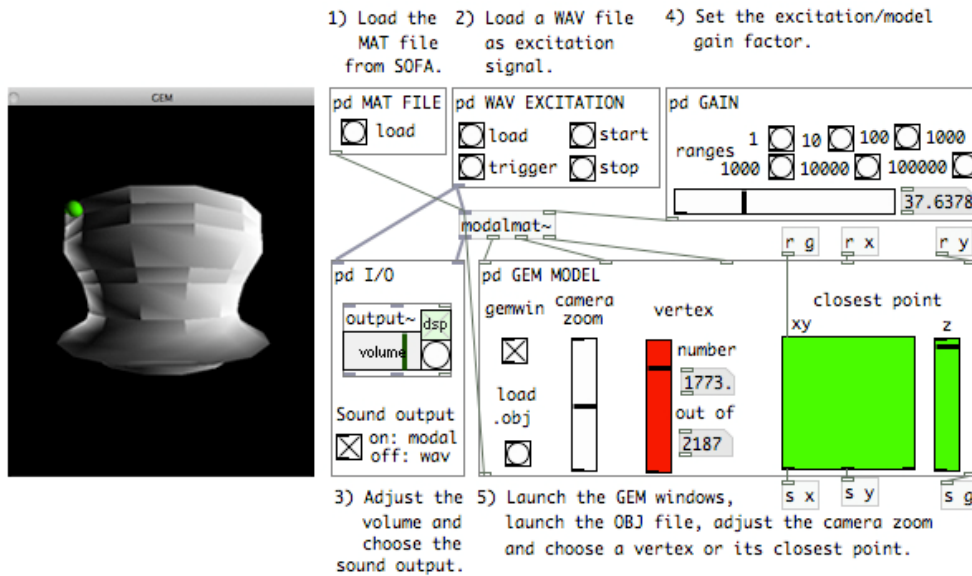 1) Load the
MAT file
from SOFA.
2) Load a WAV file
as excitation
signal.
4) Set the excitation/model
gain factor.
GEM
pd MAT FILE
load
pd WAV EXCITATION
load
start
trigger
stop
pd GAIN
ranges
1
10
100
1000
1000
10000
100000
37.6378
modalmat~
r g
r x
r y
pd I/O
output~
dsp
volume
Sound output
on: modal
off: wav
pd GEM MODEL
gemwin
camera
zoom
vertex
closest point
xy
z
number
1773.
load
.obj
out of
2187
s x
s y
s g
3) Adjust the
volume and
choose the
sound output.
5) Launch the GEM windows,
launch the OBJ file, adjust the camera zoom
and choose a vertex or its closest point.